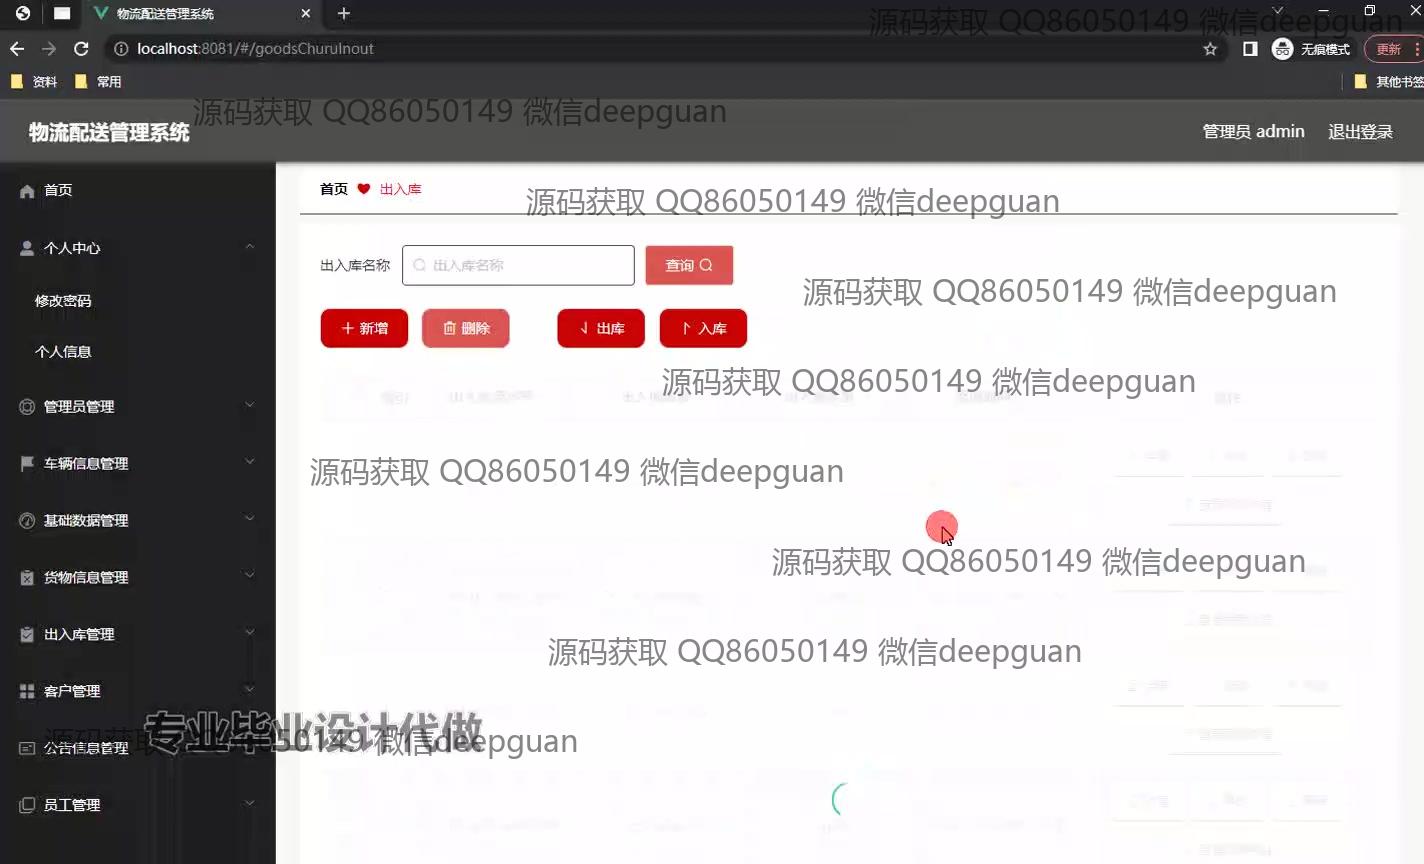 物流配送管理系统
源码获取 QQ86050149 微信deepguan
localhost:8081/#/goodsChuruInout
无痕模式
更新
资料
常用
其他书签
源码获取 QQ86050149 微信deepguan
物流配送管理系统
管理员 admin
退出登录
首页
首页
出入库
源码获取 QQ86050149 微信deepguan
个人中心
出入库名称
出入库名称
查询
源码获取 QQ86050149 微信deepguan
修改密码
新增
删除
出库
入库
个人信息
源码获取 QQ86050149 微信deepguan
管理员管理
车辆信息管理
源码获取 QQ86050149 微信deepguan
基础数据管理
源码获取 QQ86050149 微信deepguan
货物信息管理
出入库管理
源码获取 QQ86050149 微信deepguan
客户管理
专业毕业设计代做
源码获取 QQ86050149 微信deepguan
公告信息管理
员工管理